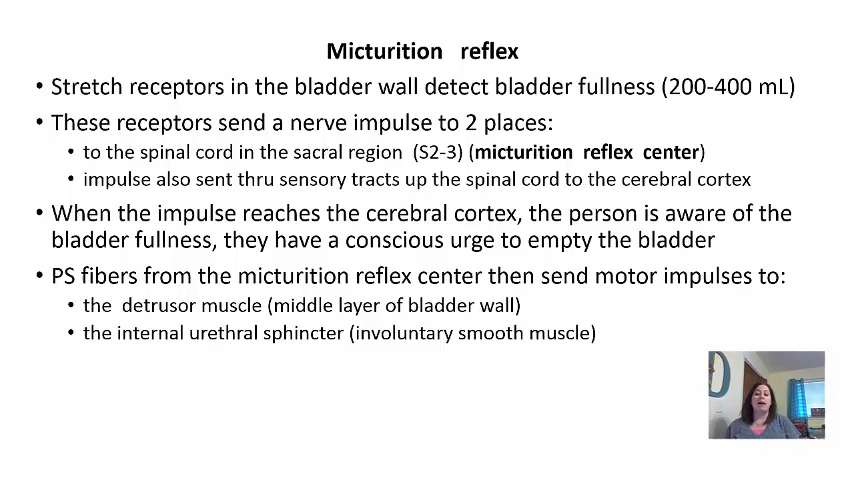 Micturition reflex
• Stretch receptors in the bladder wall detect bladder fullness (200-400 mL)
• These receptors send a nerve impulse to 2 places:
• to the spinal cord in the sacral region (S2-3) (micturition reflex center)
• impulse also sent thru sensory tracts up the spinal cord to the cerebral cortex
• When the impulse reaches the cerebral cortex, the person is aware of the
bladder fullness, they have a conscious urge to empty the bladder
• PS fibers from the micturition reflex center then send motor impulses to:
• the detrusor muscle (middle layer of bladder wall)
• the internal urethral sphincter (involuntary smooth muscle)
D